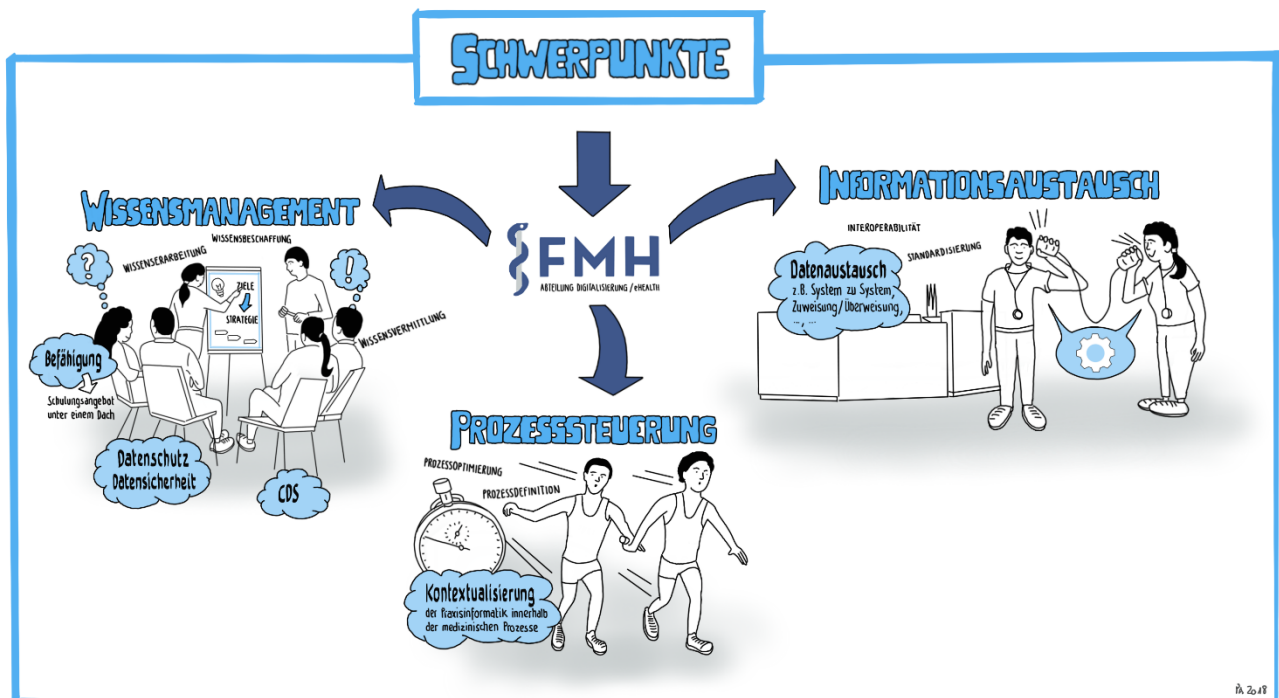 SCHWERPUNKTE
FMH
ABTEILUNG DIGITALISIERUNG / eHEALTH
WISSENSMANAGEMENT
WISSENSERARBEITUNG
WISSENSBESCHAFFUNG
?
!
ZIELE
STRATEGIE
WISSENSVERMITTLUNG
Befähigung
Schulungsangebot
unter einem Dach
Datenschutz
Datensicherheit
CDS
PROZESSSTEUERUNG
PROZESSOPTIMIERUNG
PROZESSDEFINITION
Kontextualisierung
der Praxisinformatik innerhalb
der medizinischen Prozesse
INFORMATIONSAUSTAUSCH
INTEROPERABILITÄT
STANDARDISIERUNG
Datenaustausch
z.B. System zu System,
Zuweisung/Überweisung,
..., ...
2018